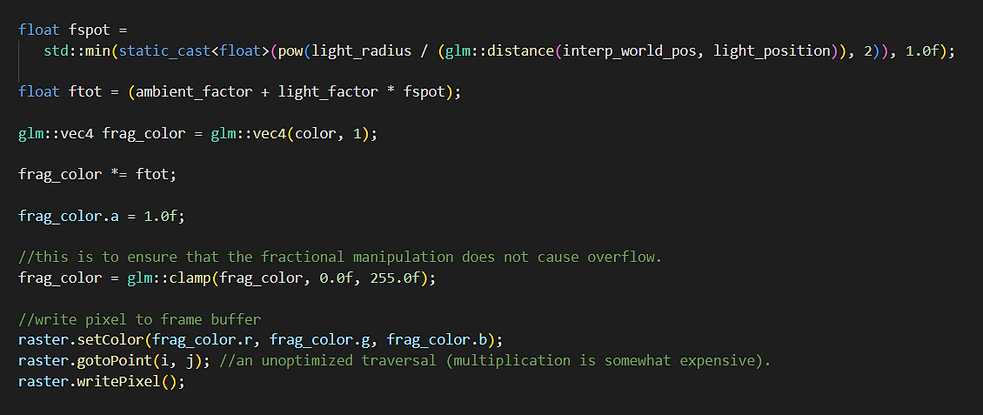 float fspot =
std::min(static_cast<float>(pow(light_radius / (glm::distance(interp_world_pos, light_position)), 2)), 1.0f);
float ftot = (ambient_factor + light_factor * fspot);
glm::vec4 frag_color = glm::vec4(color, 1);
frag_color *= ftot;
frag_color.a = 1.0f;
//this is to ensure that the fractional manipulation does not cause overflow.
frag_color = glm::clamp(frag_color, 0.0f, 255.0f);
//write pixel to frame buffer
raster.setColor(frag_color.r, frag_color.g, frag_color.b);
raster.gotoPoint(i, j); //an unoptimized traversal (multiplication is somewhat expensive).
raster.writePixel();